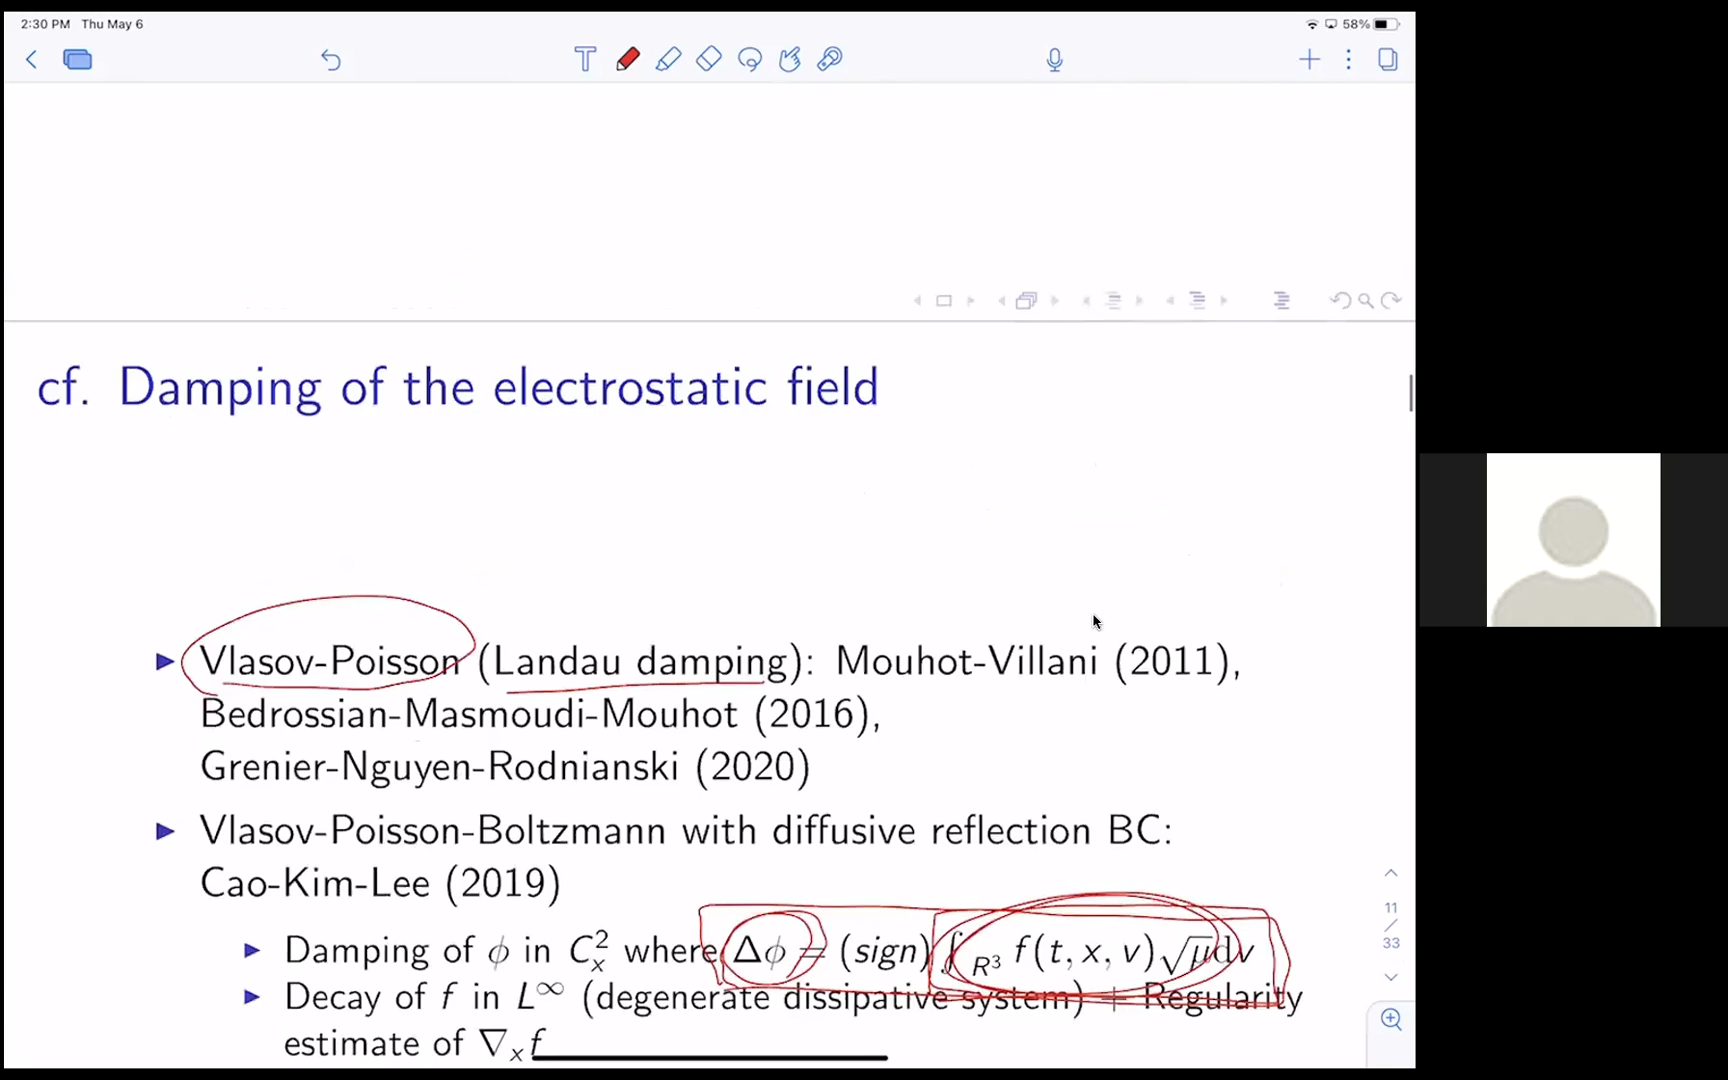 2:30 PM Thu May 6
58%
cf. Damping of the electrostatic field
▶ Vlasov-Poisson (Landau damping): Mouhot-Villani (2011),
Bedrossian-Masmoudi-Mouhot (2016),
Grenier-Nguyen-Rodnianski (2020)
▶ Vlasov-Poisson-Boltzmann with diffusive reflection BC:
Cao-Kim-Lee (2019)
▶ Damping of ϕ in C²ₓ where Δϕ = (sign) ∫_{R³} f(t, x, v)√μdv
▶ Decay of f in L^∞ (degenerate dissipative system) + Regularity
estimate of ∇ₓf
11
/
33